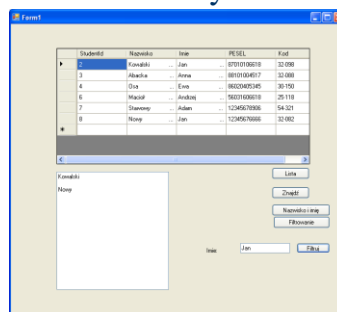 Form1
StudentId Nazwisko Imie PESEL Kod
2 Kowalski ... Jan ... 87010106618 32-098
3 Abacka ... Anna ... 88101004517 32-088
4 Osa ... Ewa ... 86020405345 30-150
6 Macioł ... Andrzej ... 56031606618 25-118
7 Starowy ... Adam ... 12345678906 54-321
8 Nowy ... Jan ... 12345676666 32-082
Kowalski
Nowy
Lista
Znajdź
Nazwisko i imię
Filtrowanie
Imie Jan Filtruj